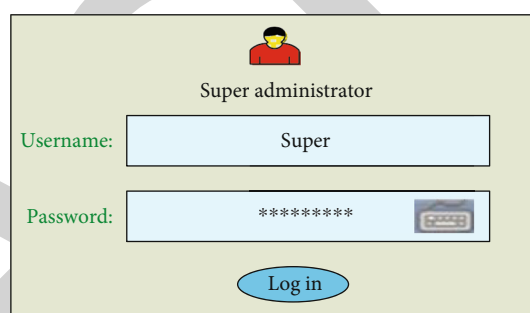 Super administrator
Username: Super
Password: *********
Log in